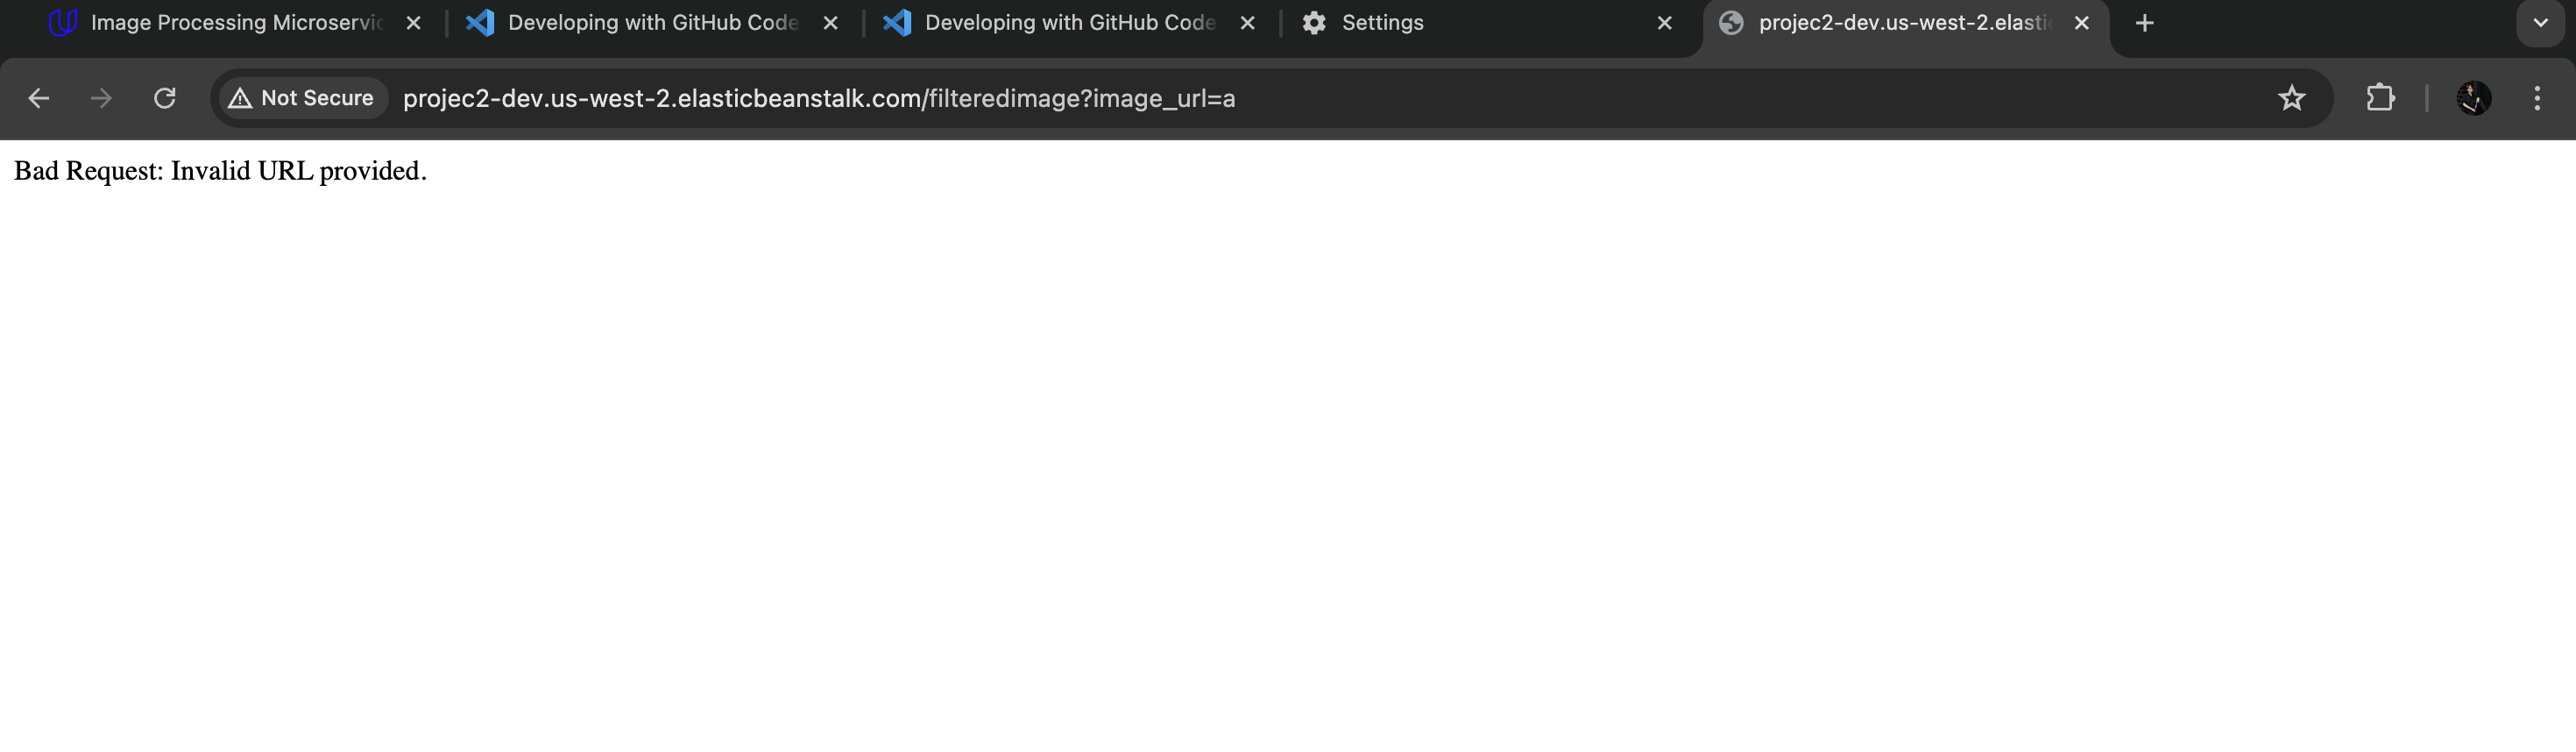 Image Processing Microservic
Developing with GitHub Code
Developing with GitHub Code
Settings
projec2-dev.us-west-2.elastic
Not Secure
projec2-dev.us-west-2.elasticbeanstalk.com/filteredimage?image_url=a
Bad Request: Invalid URL provided.